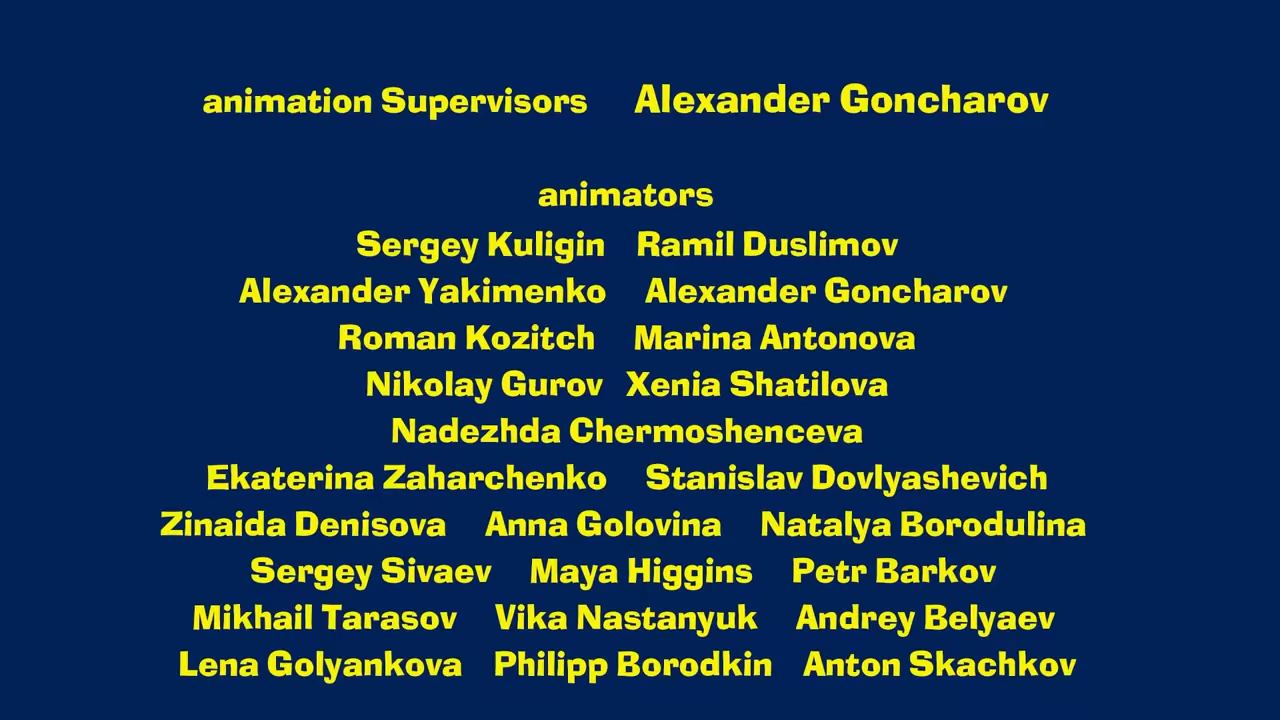 animation Supervisors Alexander Goncharov
animators
Sergey Kuligin Ramil Duslimov
Alexander Yakimenko Alexander Goncharov
Roman Kozitch Marina Antonova
Nikolay Gurov Xenia Shatilova
Nadezhda Chermoshenceva
Ekaterina Zaharchenko Stanislav Dovlyashevich
Zinaida Denisova Anna Golovina Natalya Borodulina
Sergey Sivaev Maya Higgins Petr Barkov
Mikhail Tarasov Vika Nastanyuk Andrey Belyaev
Lena Golyankova Philipp Borodkin Anton Skachkov